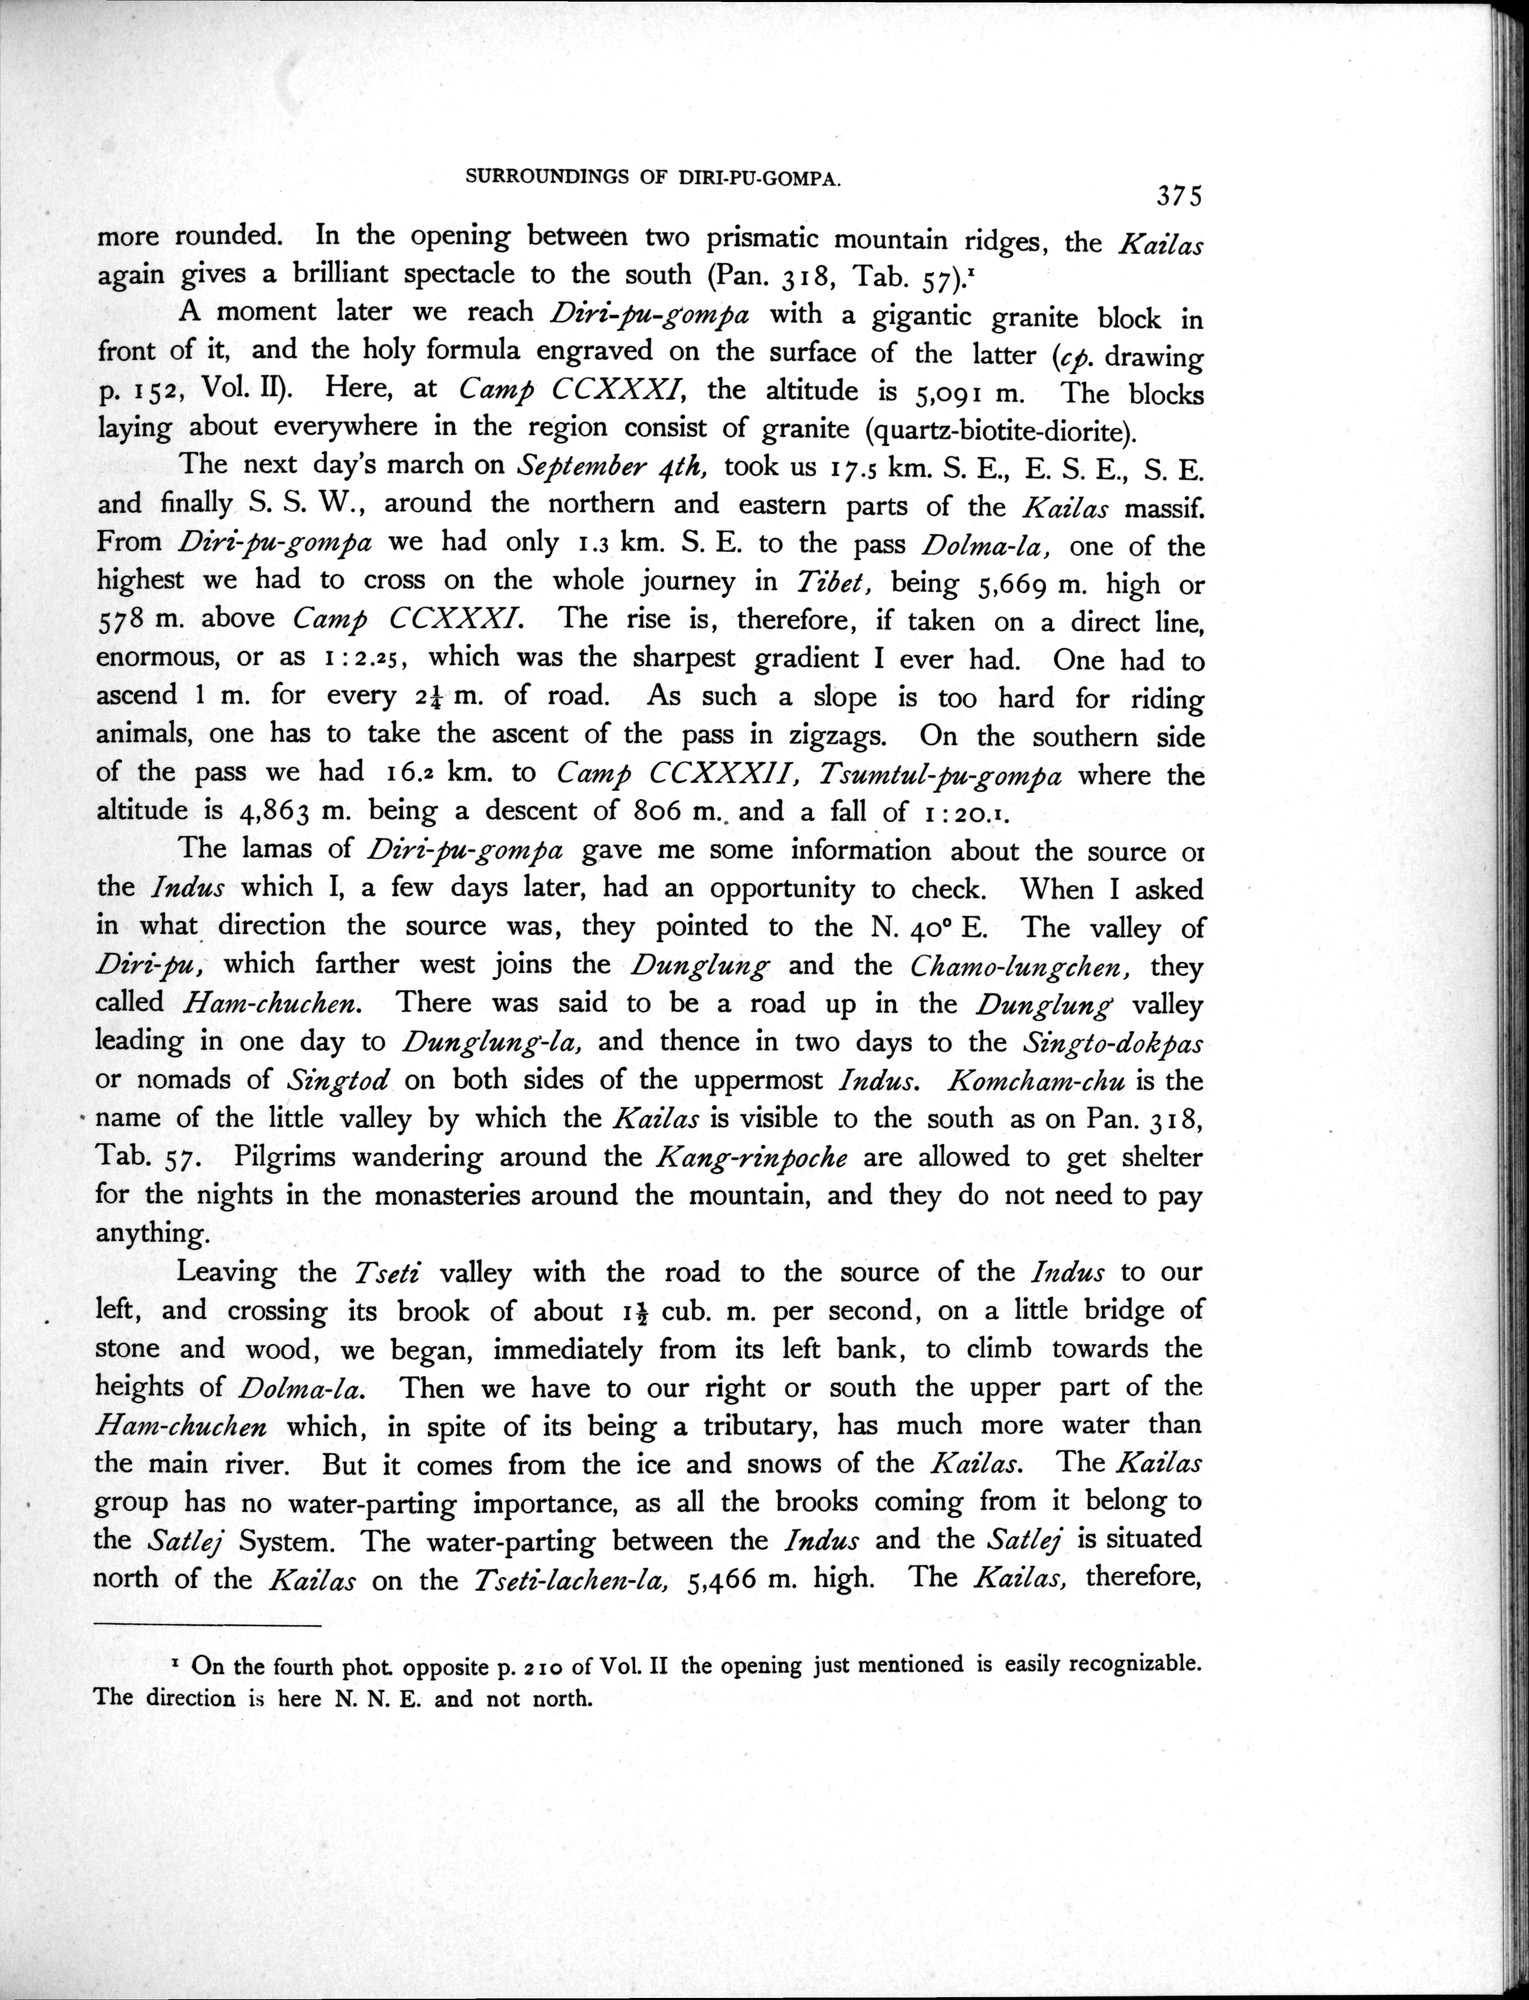 SURROUNDINGS OF DIRI-PU-GOMPA.
375
more rounded. In the opening between two prismatic mountain ridges, the Kailas
again gives a brilliant spectacle to the south (Pan. 318, Tab. 57).¹
A moment later we reach Diri-pu-gompa with a gigantic granite block in
front of it, and the holy formula engraved on the surface of the latter (cp. drawing
p. 152, Vol. II). Here, at Camp CCXXXI, the altitude is 5,091 m. The blocks
laying about everywhere in the region consist of granite (quartz-biotite-diorite).
The next day's march on September 4th, took us 17.5 km. S. E., E. S. E., S. E.
and finally S. S. W., around the northern and eastern parts of the Kailas massif.
From Diri-pu-gompa we had only 1.3 km. S. E. to the pass Dolma-la, one of the
highest we had to cross on the whole journey in Tibet, being 5,669 m. high or
578 m. above Camp CCXXXI. The rise is, therefore, if taken on a direct line,
enormous, or as 1 : 2.25, which was the sharpest gradient I ever had. One had to
ascend 1 m. for every 2¼ m. of road. As such a slope is too hard for riding
animals, one has to take the ascent of the pass in zigzags. On the southern side
of the pass we had 16.2 km. to Camp CCXXXII, Tsumtul-pu-gompa where the
altitude is 4,863 m. being a descent of 806 m. and a fall of 1 : 20.1.
The lamas of Diri-pu-gompa gave me some information about the source of
the Indus which I, a few days later, had an opportunity to check. When I asked
in what direction the source was, they pointed to the N. 40° E. The valley of
Diri-pu, which farther west joins the Dunglung and the Chamo-lungchen, they
called Ham-chuchen. There was said to be a road up in the Dunglung valley
leading in one day to Dunglung-la, and thence in two days to the Singto-dokpas
or nomads of Singtod on both sides of the uppermost Indus. Komcham-chu is the
name of the little valley by which the Kailas is visible to the south as on Pan. 318,
Tab. 57. Pilgrims wandering around the Kang-rinpoche are allowed to get shelter
for the nights in the monasteries around the mountain, and they do not need to pay
anything.
Leaving the Tseti valley with the road to the source of the Indus to our
left, and crossing its brook of about 1½ cub. m. per second, on a little bridge of
stone and wood, we began, immediately from its left bank, to climb towards the
heights of Dolma-la. Then we have to our right or south the upper part of the
Ham-chuchen which, in spite of its being a tributary, has much more water than
the main river. But it comes from the ice and snows of the Kailas. The Kailas
group has no water-parting importance, as all the brooks coming from it belong to
the Satlej System. The water-parting between the Indus and the Satlej is situated
north of the Kailas on the Tseti-lachen-la, 5,466 m. high. The Kailas, therefore,
¹ On the fourth phot. opposite p. 210 of Vol. II the opening just mentioned is easily recognizable.
The direction is here N. N. E. and not north.